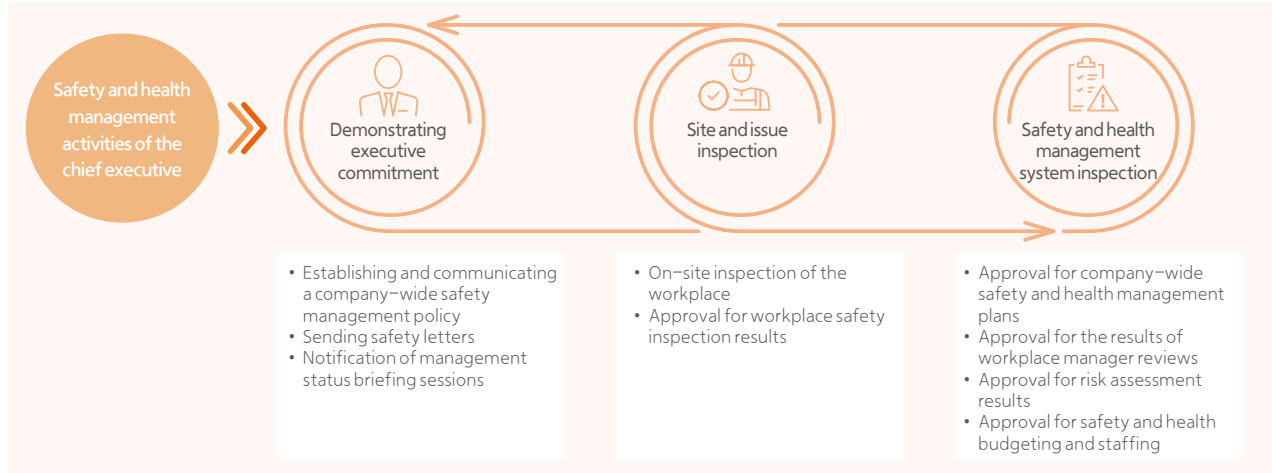 Safety and health
management
activities of the
chief executive
Demonstrating
executive
commitment
Site and issue
inspection
Safety and health
management
system inspection
• Establishing and communicating
a company-wide safety
management policy
• Sending safety letters
• Notification of management
status briefing sessions
• On-site inspection of the
workplace
• Approval for workplace safety
inspection results
• Approval for company-wide
safety and health management
plans
• Approval for the results of
workplace manager reviews
• Approval for risk assessment
results
• Approval for safety and health
budgeting and staffing